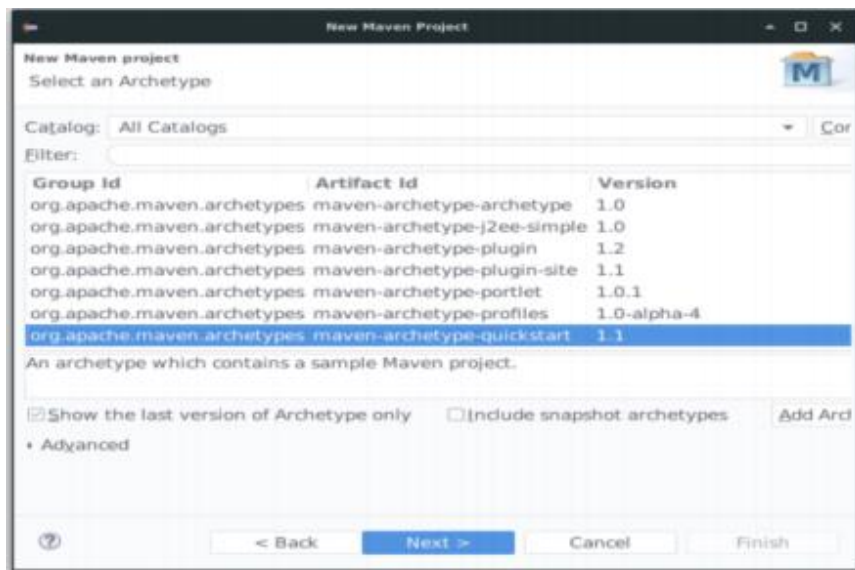 New Maven Project
New Maven project
Select an Archetype
M
Catalog: All Catalogs Cor
Filter:
Group Id Artifact Id Version
org.apache.maven.archetypes maven-archetype-archetype 1.0
org.apache.maven.archetypes maven-archetype-j2ee-simple 1.0
org.apache.maven.archetypes maven-archetype-plugin 1.2
org.apache.maven.archetypes maven-archetype-plugin-site 1.1
org.apache.maven.archetypes maven-archetype-portlet 1.0.1
org.apache.maven.archetypes maven-archetype-profiles 1.0-alpha-4
org.apache.maven.archetypes maven-archetype-quickstart 1.1
An archetype which contains a sample Maven project.
Show the last version of Archetype only Include snapshot archetypes Add Arcl
Advanced
? < Back Next > Cancel Finish